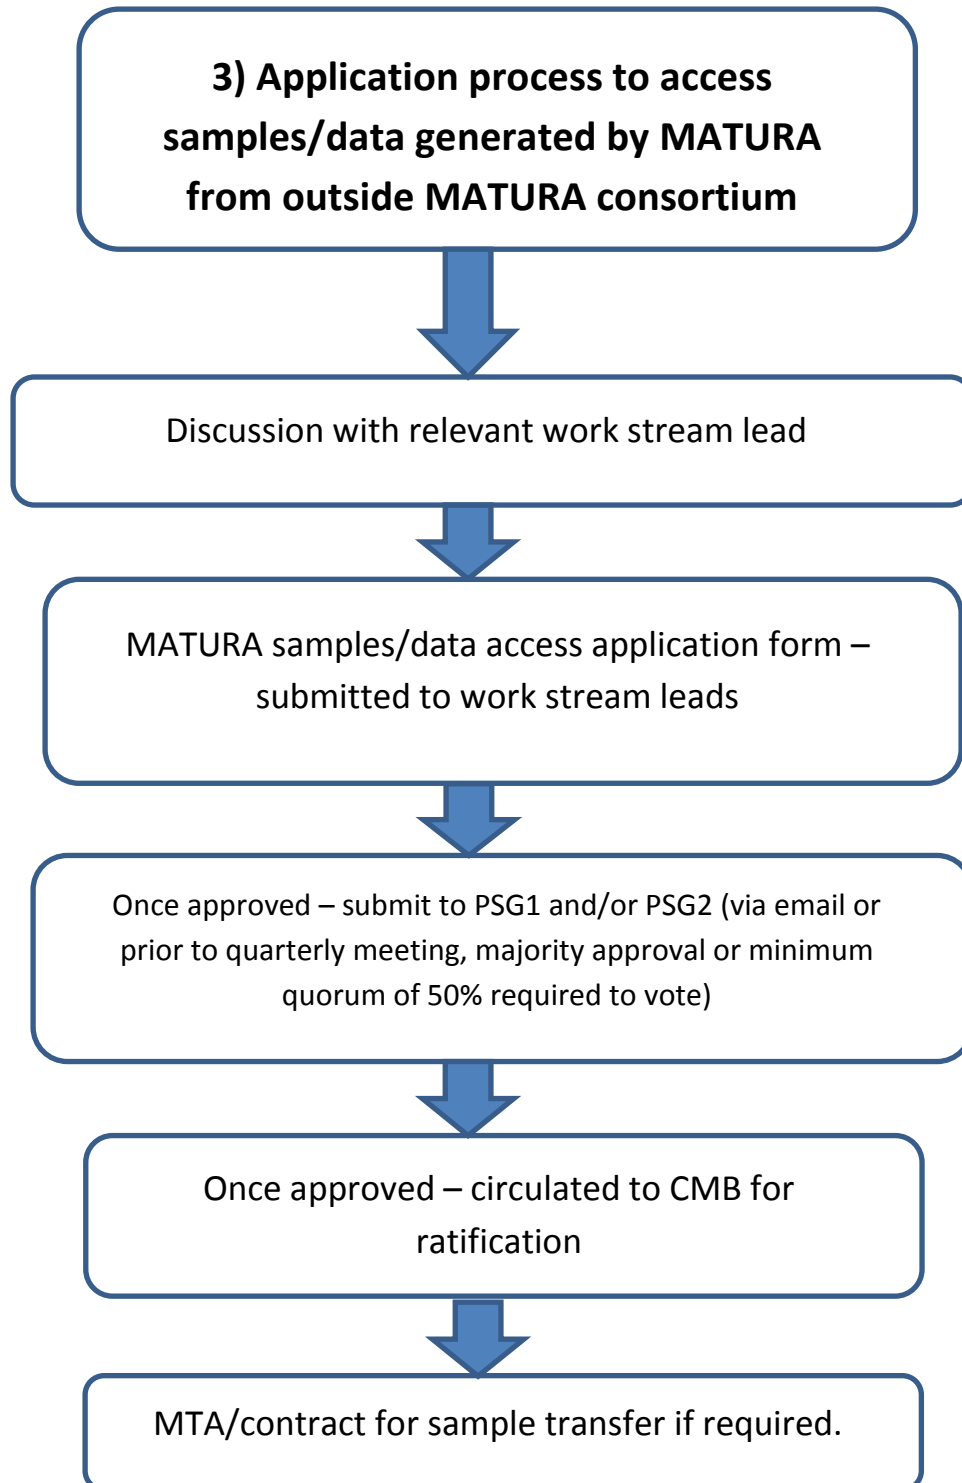 3) Application process to access
samples/data generated by MATURA
from outside MATURA consortium
Discussion with relevant work stream lead
MATURA samples/data access application form –
submitted to work stream leads
Once approved – submit to PSG1 and/or PSG2 (via email or
prior to quarterly meeting, majority approval or minimum
quorum of 50% required to vote)
Once approved – circulated to CMB for
ratification
MTA/contract for sample transfer if required.